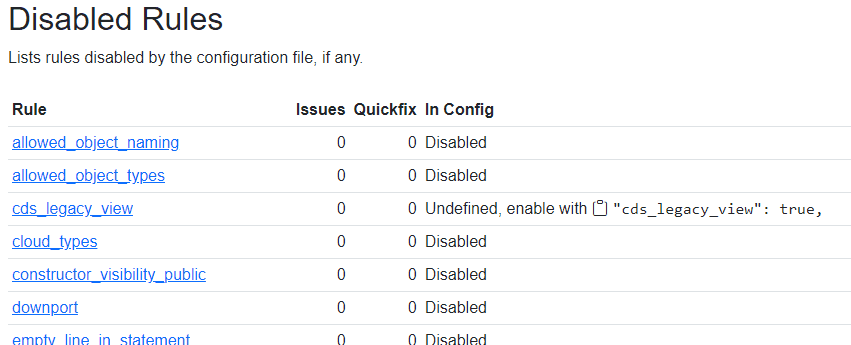 Disabled Rules
Lists rules disabled by the configuration file, if any.
Rule Issues Quickfix In Config
allowed_object_naming 0 0 Disabled
allowed_object_types 0 0 Disabled
cds_legacy_view 0 0 Undefined, enable with "cds_legacy_view": true,
cloud_types 0 0 Disabled
constructor_visibility_public 0 0 Disabled
downport 0 0 Disabled
empty_line_in_statement 0 0 Disabled